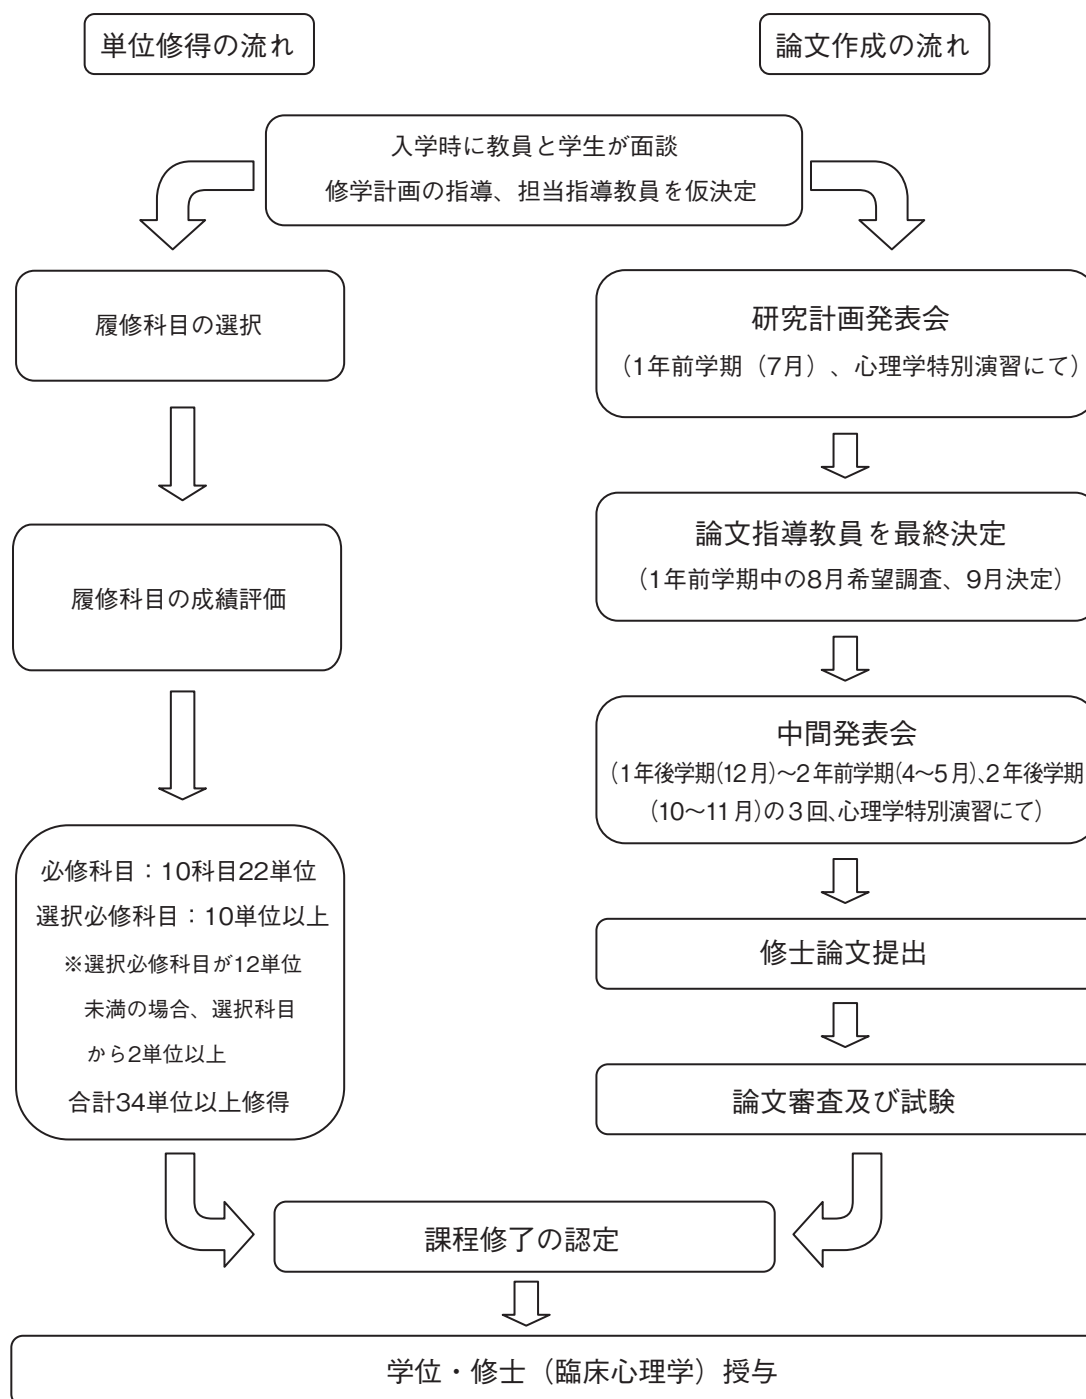 単位修得の流れ
論文作成の流れ
入学時に教員と学生が面談
修学計画の指導、担当指導教員を仮決定
履修科目の選択
履修科目の成績評価
必修科目：10科目22単位
選択必修科目：10単位以上
※選択必修科目が12単位
未満の場合、選択科目
から2単位以上
合計34単位以上修得
研究計画発表会
（1年前学期（7月）、心理学特別演習にて）
論文指導教員を最終決定
（1年前学期中の8月希望調査、9月決定）
中間発表会
（1年後学期(12月)～2年前学期(4～5月)、2年後学期
(10～11月)の3回、心理学特別演習にて）
修士論文提出
論文審査及び試験
課程修了の認定
学位・修士（臨床心理学）授与